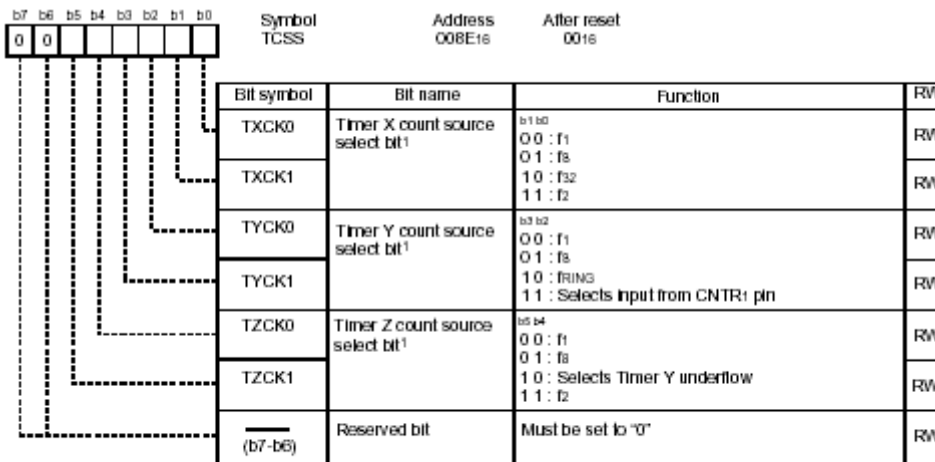 b7 b6 b5 b4 b3 b2 b1 b0
0 0
Symbol Address After reset
TCSS 008E16 0016
Bit symbol Bit name Function RW
TXCK0 Timer X count source select bit1 b1 b0 RW
0 0 : f1
0 1 : f8
TXCK1 1 0 : f32 RW
1 1 : f2
TYCK0 Timer Y count source select bit1 b3 b2 RW
0 0 : f1
0 1 : f8
TYCK1 1 0 : fRING RW
1 1 : Selects input from CNTR1 pin
TZCK0 Timer Z count source select bit1 b5 b4 RW
0 0 : f1
0 1 : f8
TZCK1 1 0 : Selects Timer Y underflow RW
1 1 : f2
(b7-b6) Reserved bit Must be set to "0" RW